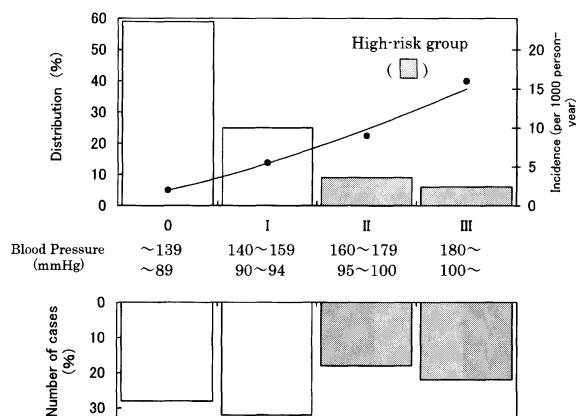 60
50
40
30
20
10
0
Distribution (%)
High-risk group
( )
20
15
10
5
0
Incidence (per 1000 person-
year)
0 I II III
Blood Pressure ～139 140～159 160～179 180～
(mmHg) ～89 90～94 95～100 100～
0
10
20
30
Number of cases
(%)